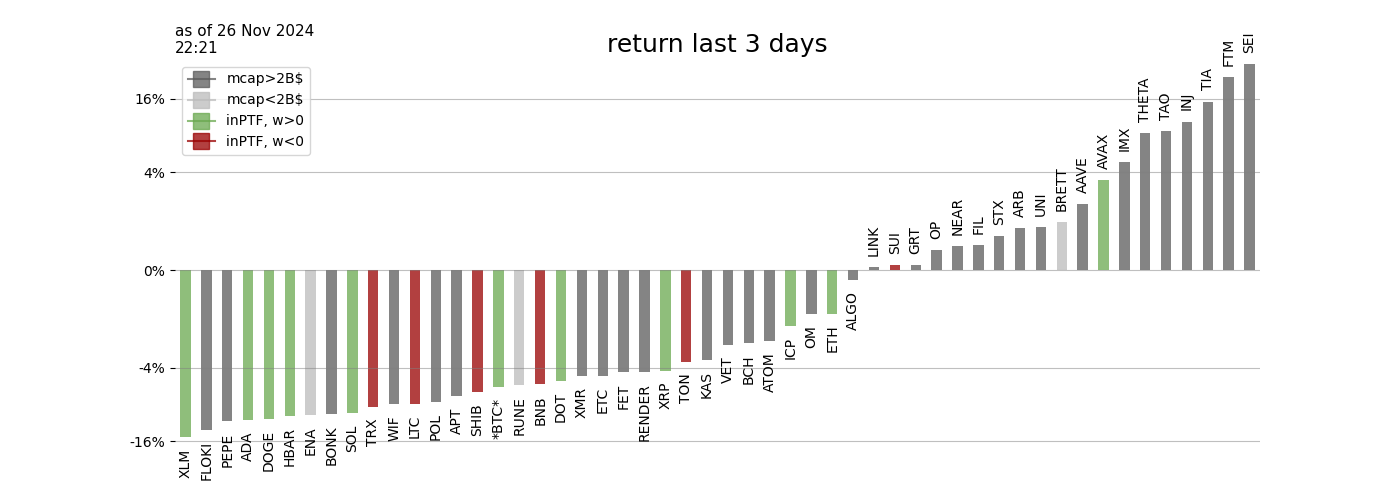 as of 26 Nov 2024
22:21
return last 3 days
mcap>2B$
mcap<2B$
inPTF, w>0
inPTF, w<0
16%
4%
0%
-4%
-16%
XLM
FLOKI
PEPE
ADA
DOGE
HBAR
ENA
BONK
SOL
TRX
WIF
LTC
POL
APT
SHIB
*BTC*
RUNE
BNB
DOT
XMR
ETC
FET
RENDER
XRP
TON
KAS
VET
BCH
ATOM
ICP
OM
ETH
ALGO
LINK
SUI
GRT
OP
NEAR
FIL
STX
ARB
UNI
BRETT
AAVE
AVAX
IMX
THETA
TAO
INJ
TIA
FTM
SEI